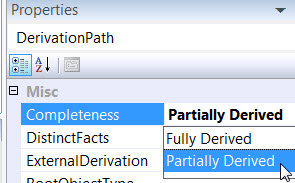 Properties
DerivationPath
Misc
Completeness Partially Derived
DistinctFacts Fully Derived
ExternalDerivation Partially Derived
RootObjectType